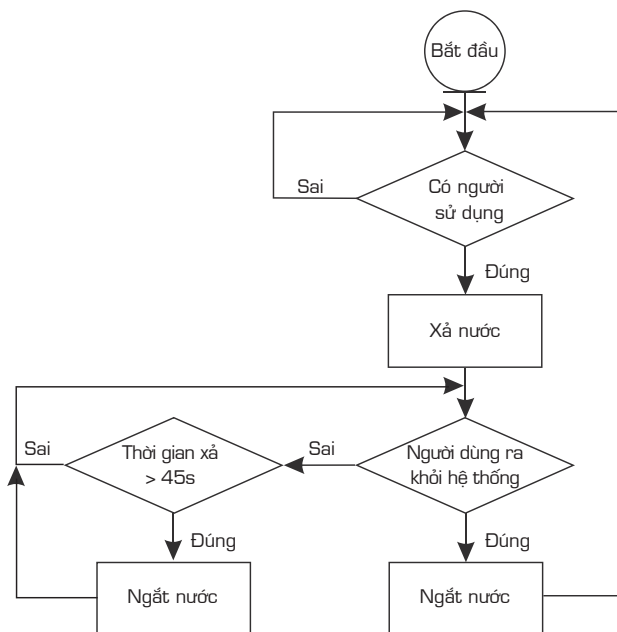 Bắt đầu
Sai
Có người
sử dụng
Đúng
Xả nước
Sai
Thời gian xả
> 45s
Sai
Người dùng ra
khỏi hệ thống
Đúng
Đúng
Ngắt nước
Ngắt nước